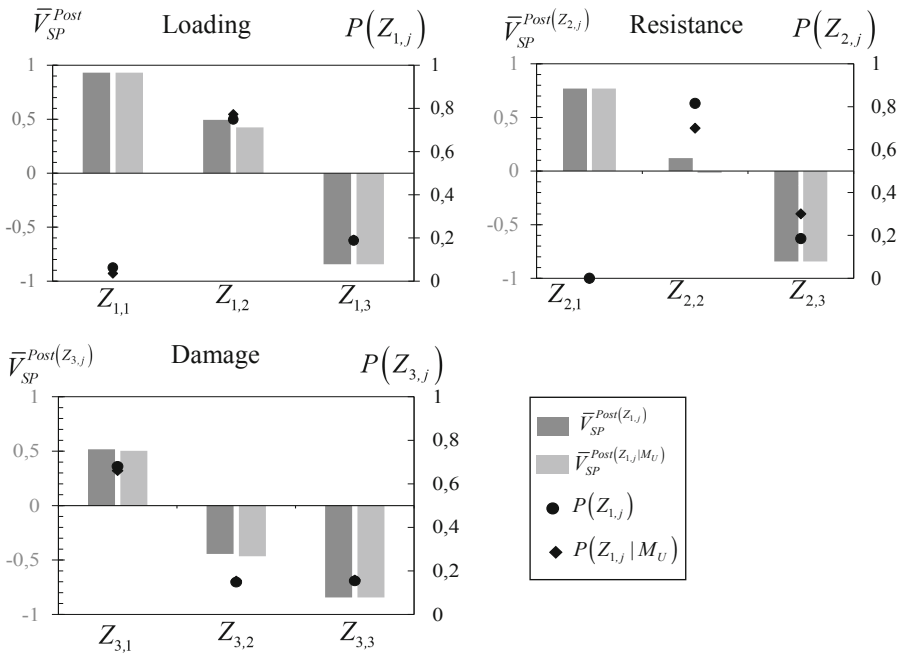 V̄_SP^Post Loading P(Z_1,j)
1 1
0,5 0,8
0 0,6
0,4
-0,5 0,2
-1 0
Z_1,1 Z_1,2 Z_1,3
V̄_SP^Post(Z_2,j) Resistance P(Z_2,j)
1 1
0,5 0,8
0 0,6
0,4
-0,5 0,2
-1 0
Z_2,1 Z_2,2 Z_2,3
V̄_SP^Post(Z_3,j) Damage P(Z_3,j)
1 1
0,5 0,8
0 0,6
0,4
-0,5 0,2
-1 0
Z_3,1 Z_3,2 Z_3,3
V̄_SP^Post(Z_1,j)
V̄_SP^Post(Z_1,j|M_U)
P(Z_1,j)
P(Z_1,j | M_U)